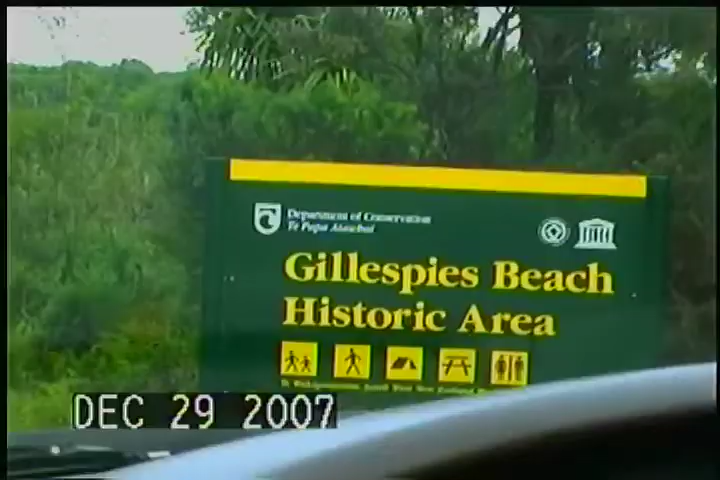 Department of Conservation
Te Papa Atawhai
Gillespies Beach
Historic Area
DEC 29 2007